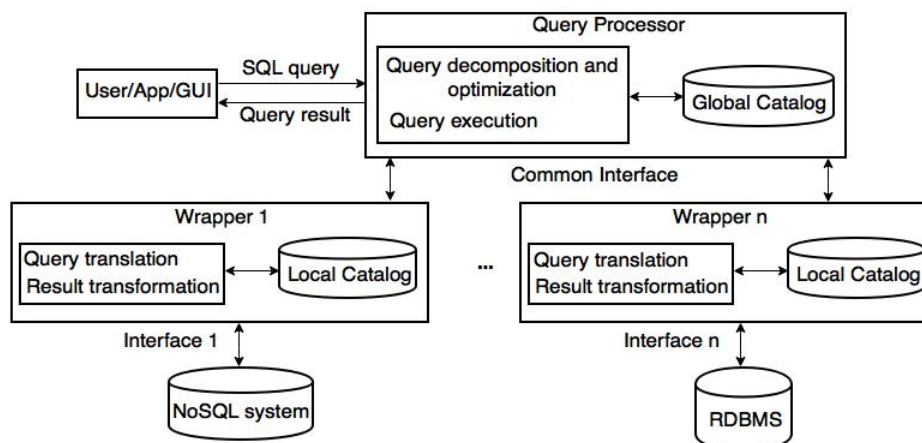 Query Processor
SQL query
User/App/GUI
Query result
Query decomposition and
optimization
Query execution
Global Catalog
Common Interface
Wrapper 1
Query translation
Result transformation
Local Catalog
...
Wrapper n
Query translation
Result transformation
Local Catalog
Interface 1
Interface n
NoSQL system
RDBMS